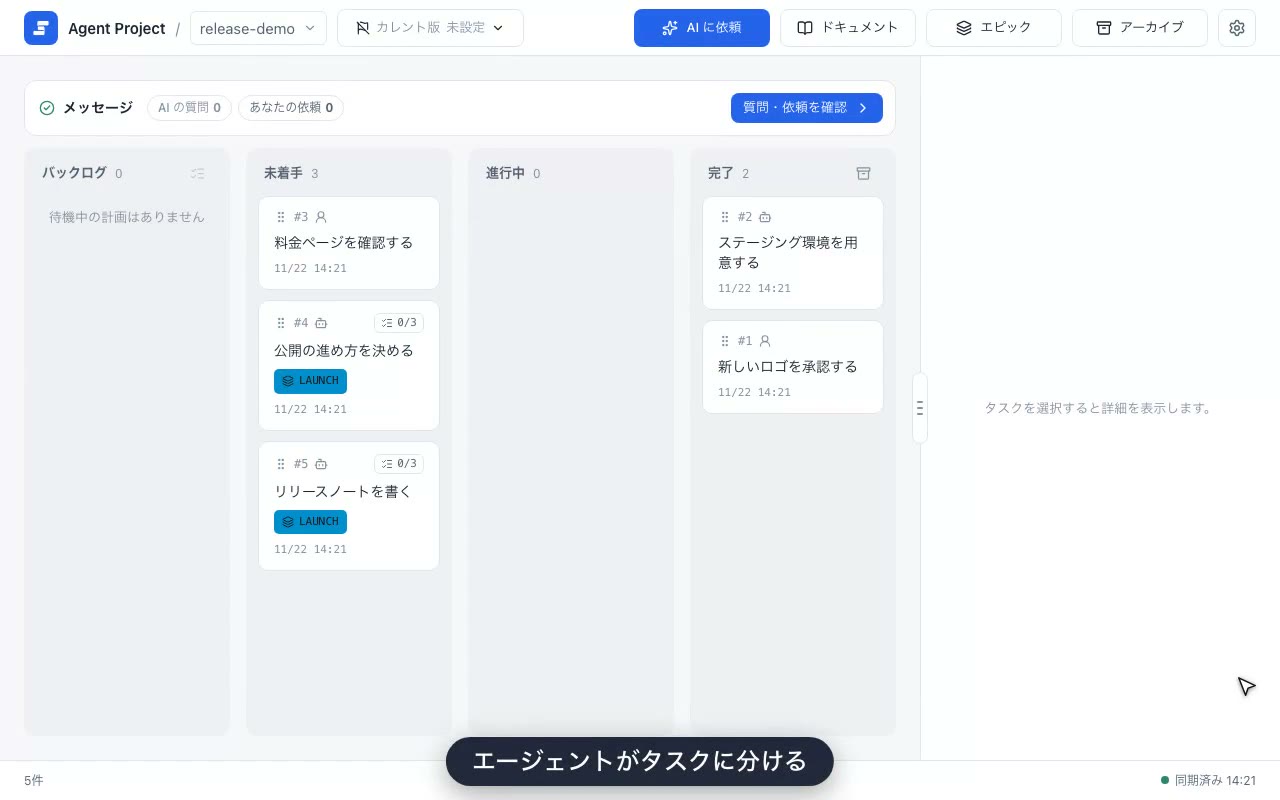 Agent Project / release-demo カレント版 未設定 AI に依頼 ドキュメント エピック アーカイブ
メッセージ AI の質問 0 あなたの依頼 0 質問・依頼を確認
バックログ 0
待機中の計画はありません
未着手 3
#3
料金ページを確認する
11/22 14:21
#4 0/3
公開の進め方を決める
LAUNCH
11/22 14:21
#5 0/3
リリースノートを書く
LAUNCH
11/22 14:21
進行中 0
完了 2
#2
ステージング環境を用
意する
11/22 14:21
#1
新しいロゴを承認する
11/22 14:21
タスクを選択すると詳細を表示します。
エージェントがタスクに分ける
5件
同期済み 14:21